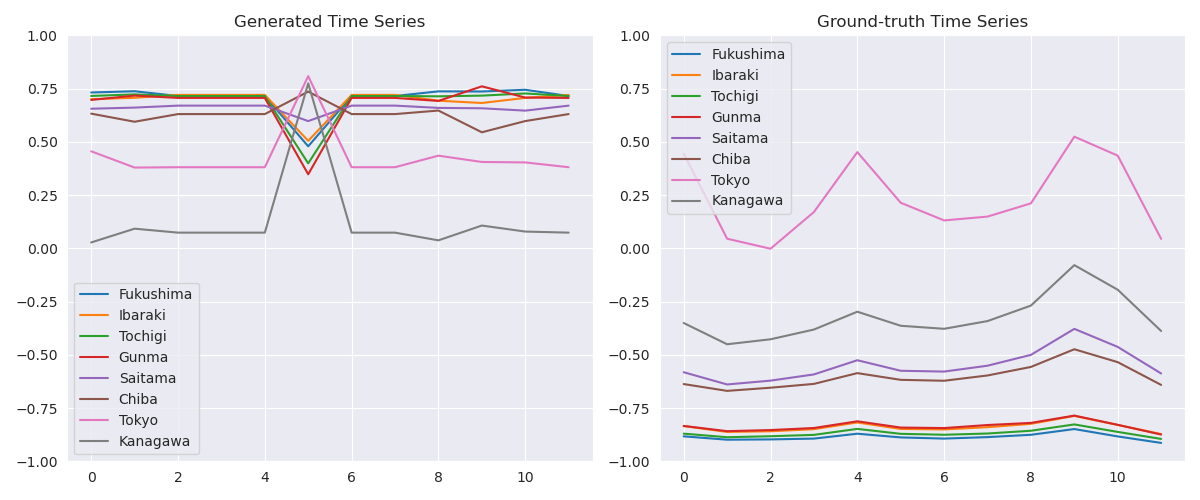 Generated Time Series
1.00
0.75
0.50
0.25
0.00
−0.25
−0.50
−0.75
−1.00
Fukushima
Ibaraki
Tochigi
Gunma
Saitama
Chiba
Tokyo
Kanagawa
0 2 4 6 8 10
Ground-truth Time Series
1.00
0.75
0.50
0.25
0.00
−0.25
−0.50
−0.75
−1.00
Fukushima
Ibaraki
Tochigi
Gunma
Saitama
Chiba
Tokyo
Kanagawa
0 2 4 6 8 10